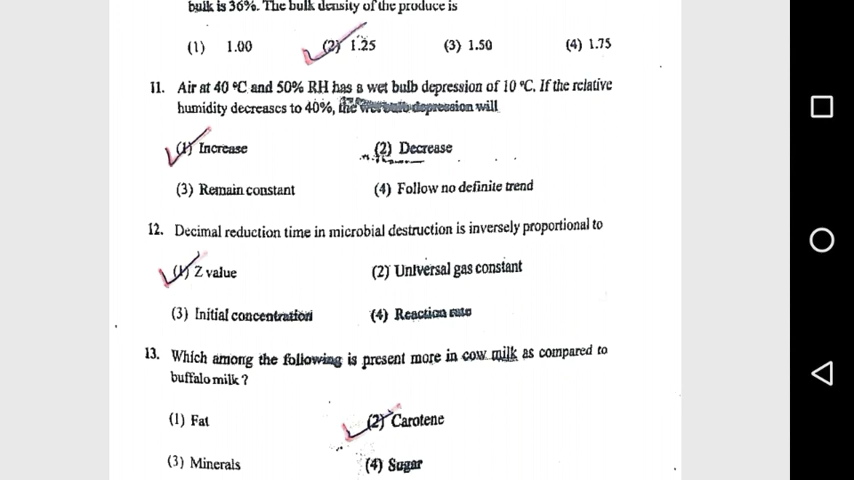 bulk is 36%. The bulk density of the produce is
(1) 1.00 (2) 1.25 (3) 1.50 (4) 1.75
11. Air at 40 °C and 50% RH has a wet bulb depression of 10 °C. If the relative
humidity decreases to 40%, the wet bulb depression will
(1) Increase (2) Decrease
(3) Remain constant (4) Follow no definite trend
12. Decimal reduction time in microbial destruction is inversely proportional to
(1) Z value (2) Universal gas constant
(3) Initial concentration (4) Reaction rate
13. Which among the following is present more in cow milk as compared to
buffalo milk ?
(1) Fat (2) Carotene
(3) Minerals (4) Sugar